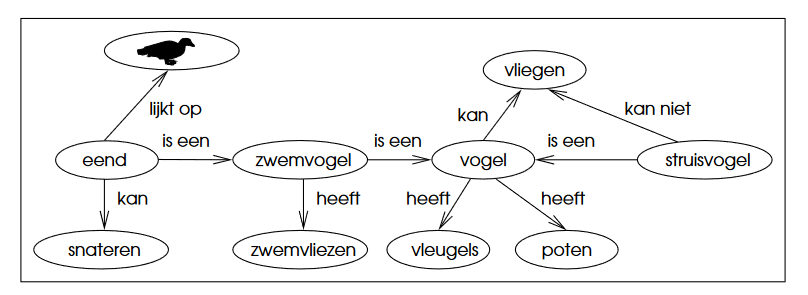 vliegen
lijkt op
kan
kan niet
is een
is een
is een
eend
zwemvogel
vogel
struisvogel
kan
heeft
heeft
heeft
snateren
zwemvliezen
vleugels
poten